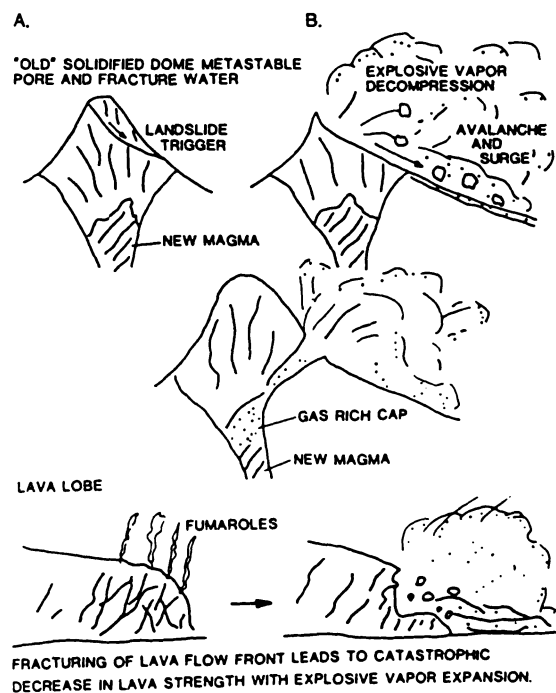 A.
"OLD" SOLIDIFIED DOME METASTABLE
PORE AND FRACTURE WATER
LANDSLIDE
TRIGGER
NEW MAGMA
B.
EXPLOSIVE VAPOR
DECOMPRESSION
AVALANCHE
AND
SURGE
GAS RICH CAP
NEW MAGMA
LAVA LOBE
FUMAROLES
FRACTURING OF LAVA FLOW FRONT LEADS TO CATASTROPHIC
DECREASE IN LAVA STRENGTH WITH EXPLOSIVE VAPOR EXPANSION.